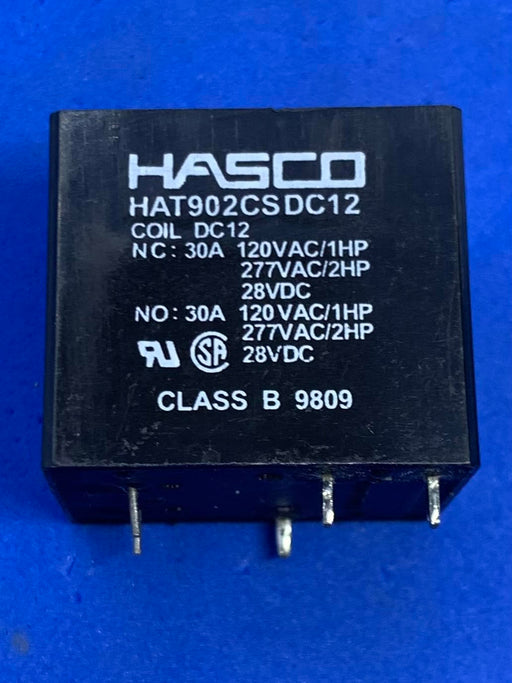 HASCO
HAT902CSDC12
COIL DC12
NC: 30A 120VAC/1HP
277VAC/2HP
28VDC
NO: 30A 120VAC/1HP
277VAC/2HP
28VDC
CLASS B 9809